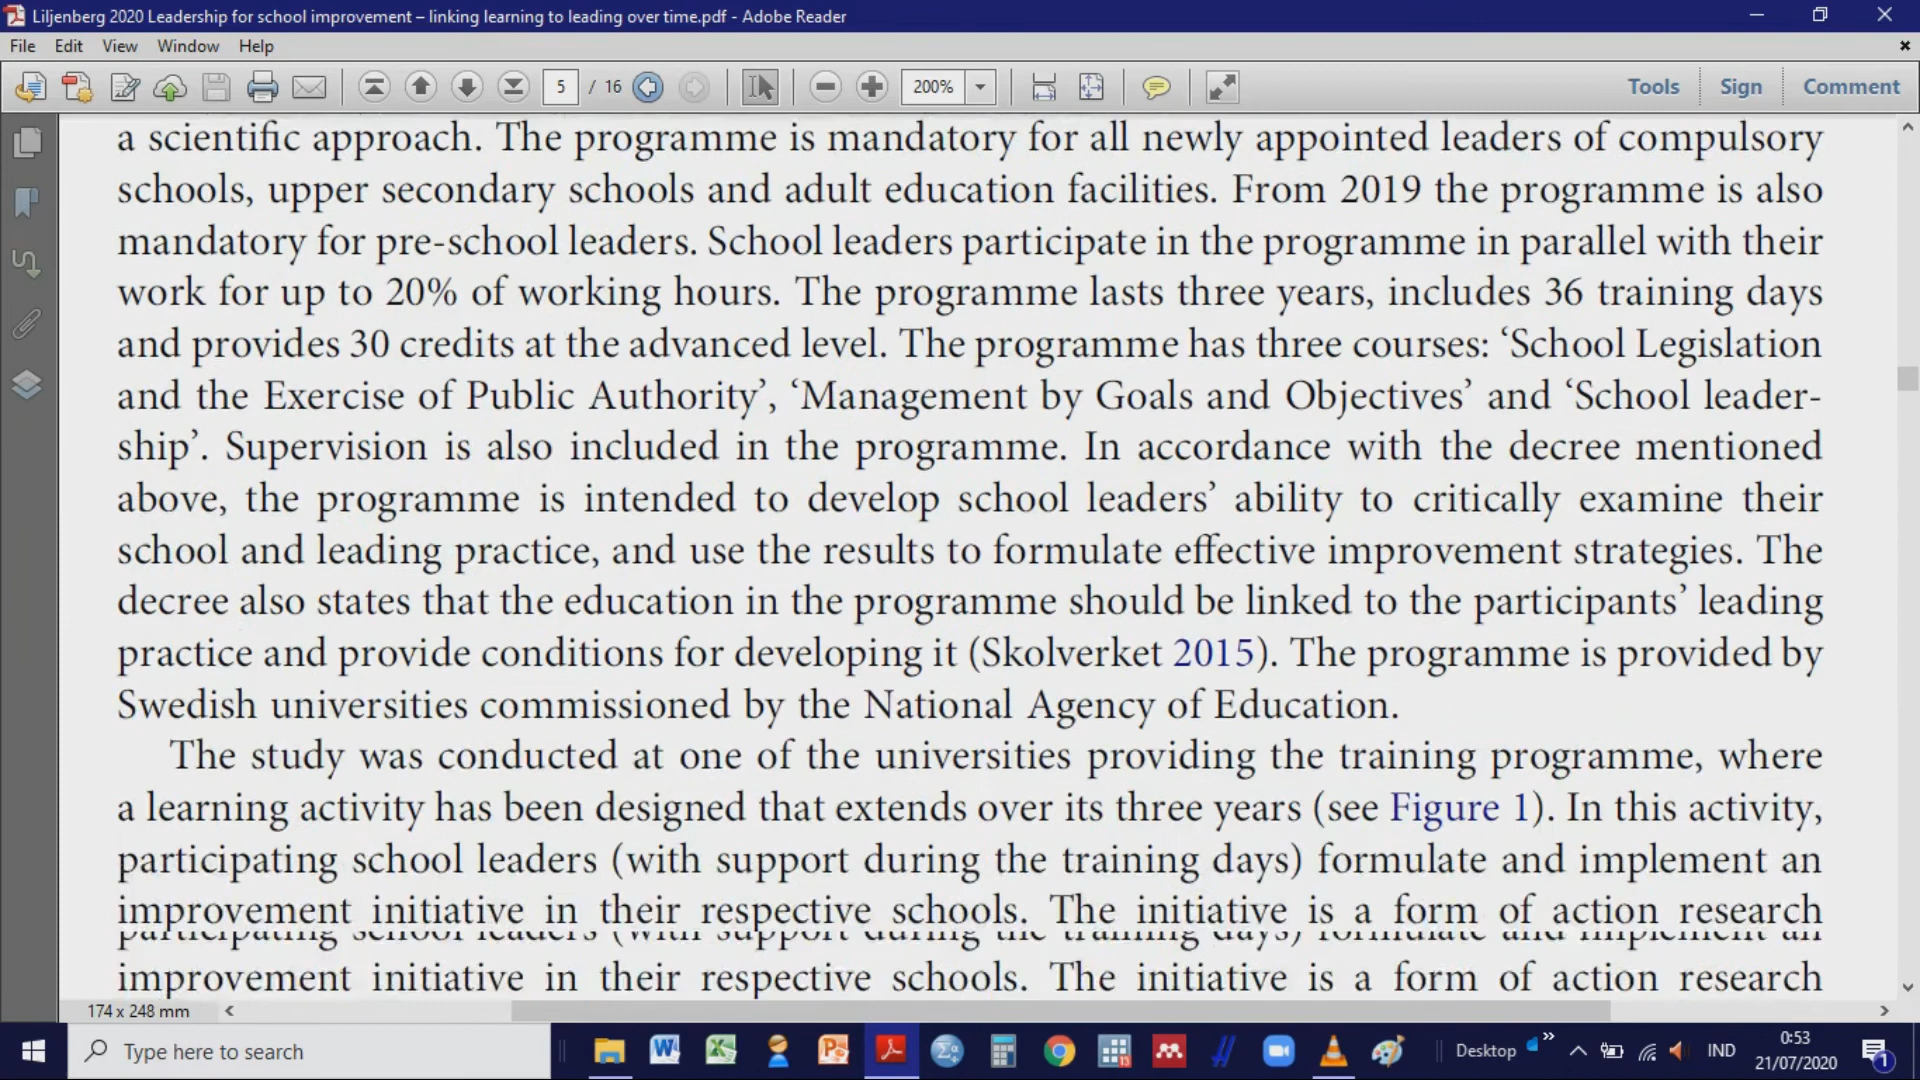 Liljenberg 2020 Leadership for school improvement – linking learning to leading over time.pdf - Adobe Reader
File Edit View Window Help
5 / 16 200% Tools Sign Comment
a scientific approach. The programme is mandatory for all newly appointed leaders of compulsory
schools, upper secondary schools and adult education facilities. From 2019 the programme is also
mandatory for pre-school leaders. School leaders participate in the programme in parallel with their
work for up to 20% of working hours. The programme lasts three years, includes 36 training days
and provides 30 credits at the advanced level. The programme has three courses: ‘School Legislation
and the Exercise of Public Authority’, ‘Management by Goals and Objectives’ and ‘School leader-
ship’. Supervision is also included in the programme. In accordance with the decree mentioned
above, the programme is intended to develop school leaders’ ability to critically examine their
school and leading practice, and use the results to formulate effective improvement strategies. The
decree also states that the education in the programme should be linked to the participants’ leading
practice and provide conditions for developing it (Skolverket 2015). The programme is provided by
Swedish universities commissioned by the National Agency of Education.
The study was conducted at one of the universities providing the training programme, where
a learning activity has been designed that extends over its three years (see Figure 1). In this activity,
participating school leaders (with support during the training days) formulate and implement an
improvement initiative in their respective schools. The initiative is a form of action research
participating school leaders (with support during the training days) formulate and implement an
improvement initiative in their respective schools. The initiative is a form of action research
174 x 248 mm
Type here to search Desktop IND 0:53
21/07/2020